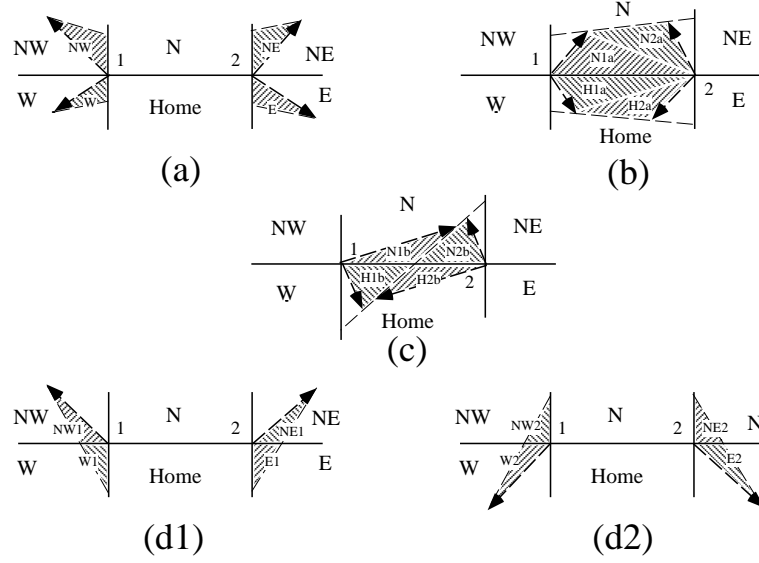 NW NW 1 N 2 NE NE
W W Home E E
(a)
NW N NE
1 N1a N2a
H1a H2a 2
W Home E
(b)
NW N NE
1 N1b N2b
H1b H2b 2
W Home E
(c)
NW NW1 1 N 2 NE1 NE
W W1 Home E1 E
(d1)
NW NW2 1 N 2 NE2 N
W W2 Home E2
(d2)